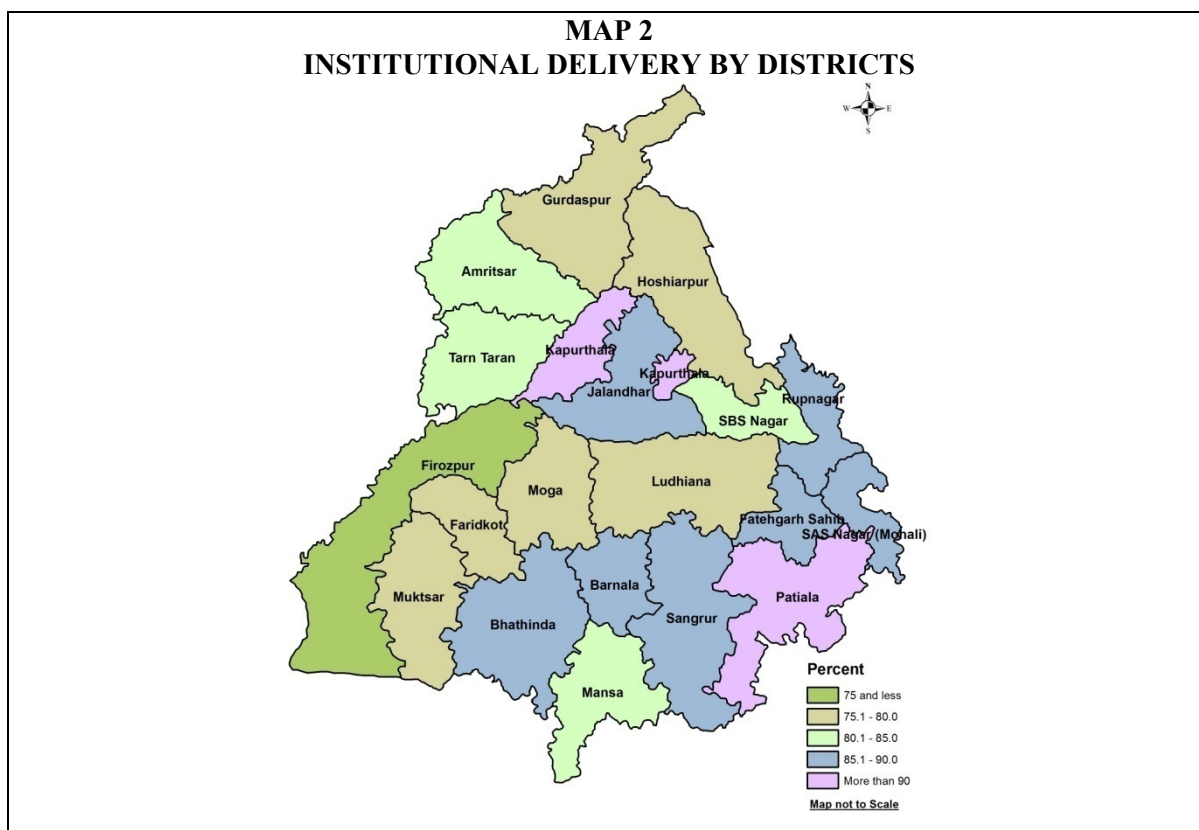 MAP 2
INSTITUTIONAL DELIVERY BY DISTRICTS
N
W E
S
Gurdaspur
Amritsar
Hoshiarpur
Tarn Taran
Kapurthala
Kapurthala
Jalandhar
Rupnagar
SBS Nagar
Firozpur
Moga
Ludhiana
Faridkot
Fatehgarh Sahib
SAS Nagar (Mohali)
Muktsar
Barnala
Patiala
Bhathinda
Sangrur
Mansa
Percent
75 and less
75.1 - 80.0
80.1 - 85.0
85.1 - 90.0
More than 90
Map not to Scale